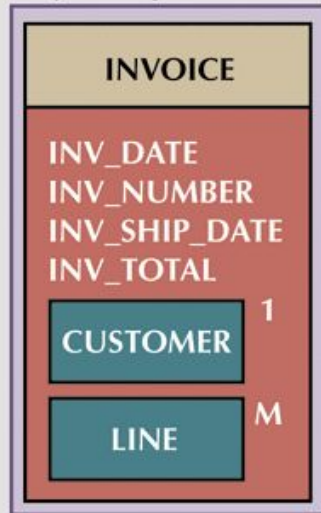 INVOICE
INV_DATE
INV_NUMBER
INV_SHIP_DATE
INV_TOTAL
1
CUSTOMER
M
LINE